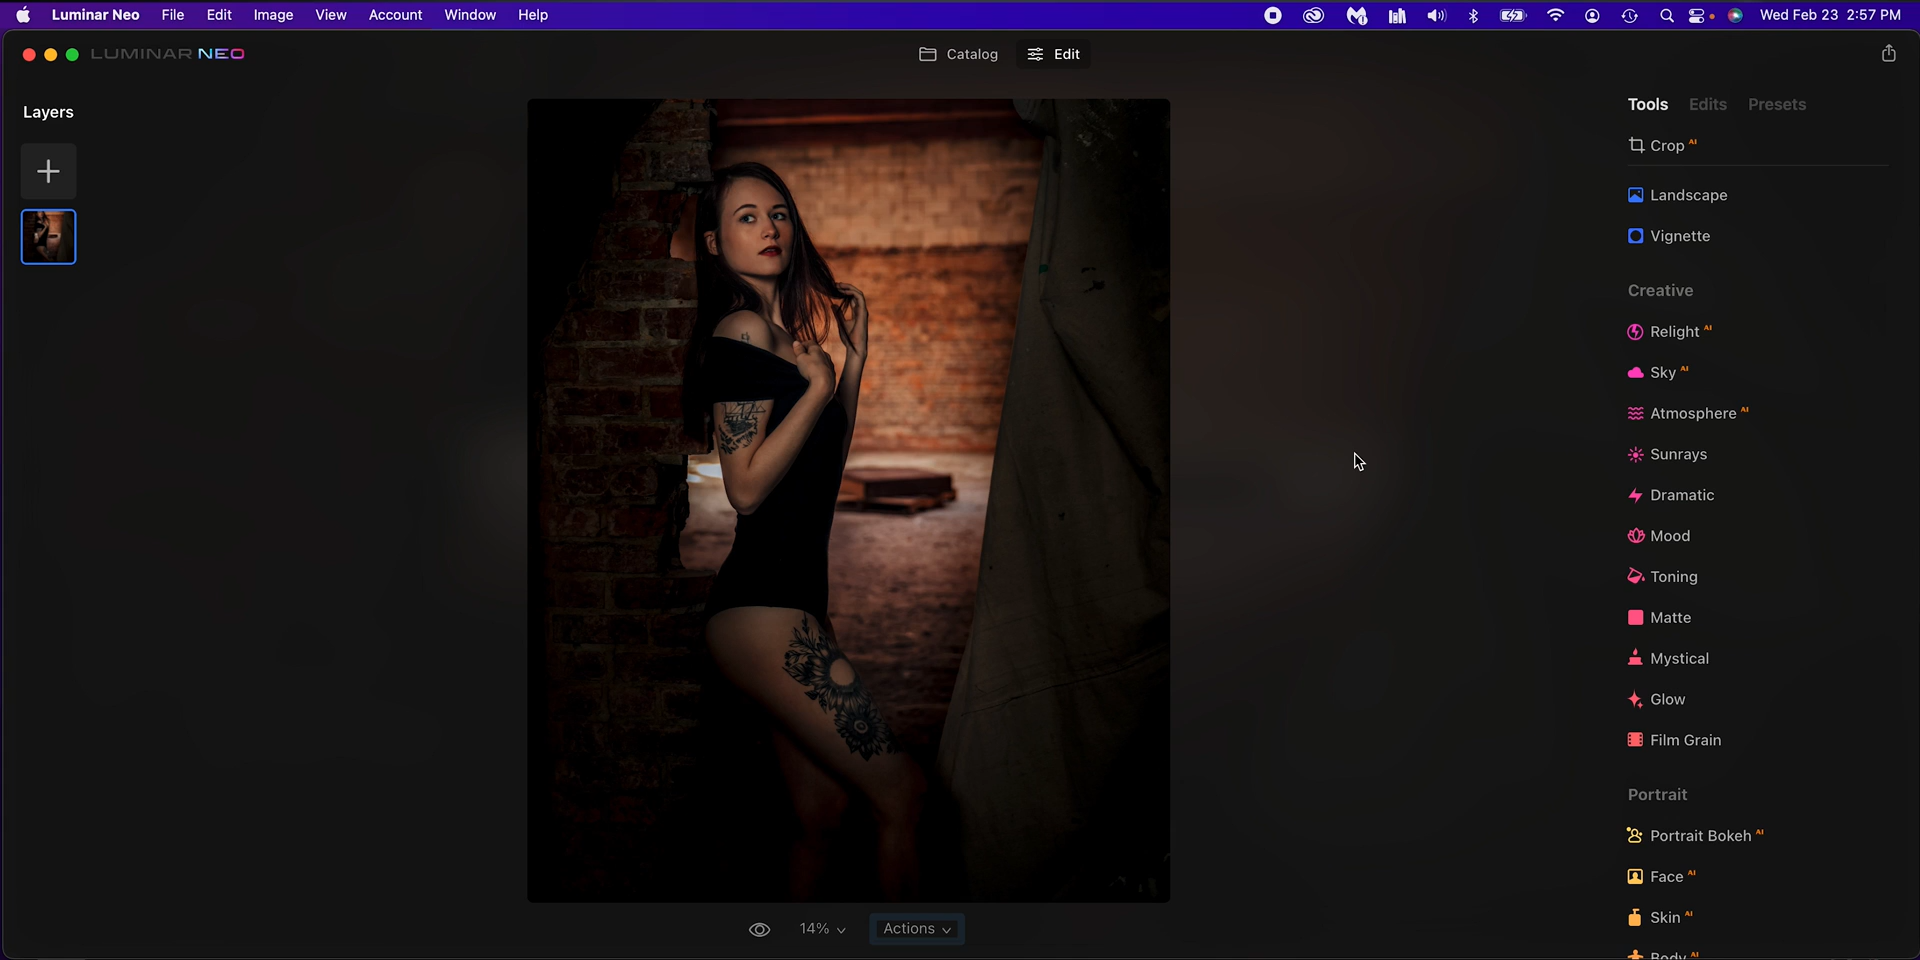 Luminar Neo File Edit Image View Account Window Help Wed Feb 23 2:57 PM
LUMINAR NEO Catalog Edit
Layers
Tools Edits Presets
Crop AI
Landscape
Vignette
Creative
Relight AI
Sky AI
Atmosphere AI
Sunrays
Dramatic
Mood
Toning
Matte
Mystical
Glow
Film Grain
Portrait
Portrait Bokeh AI
Face AI
Skin AI
Body AI
14% Actions